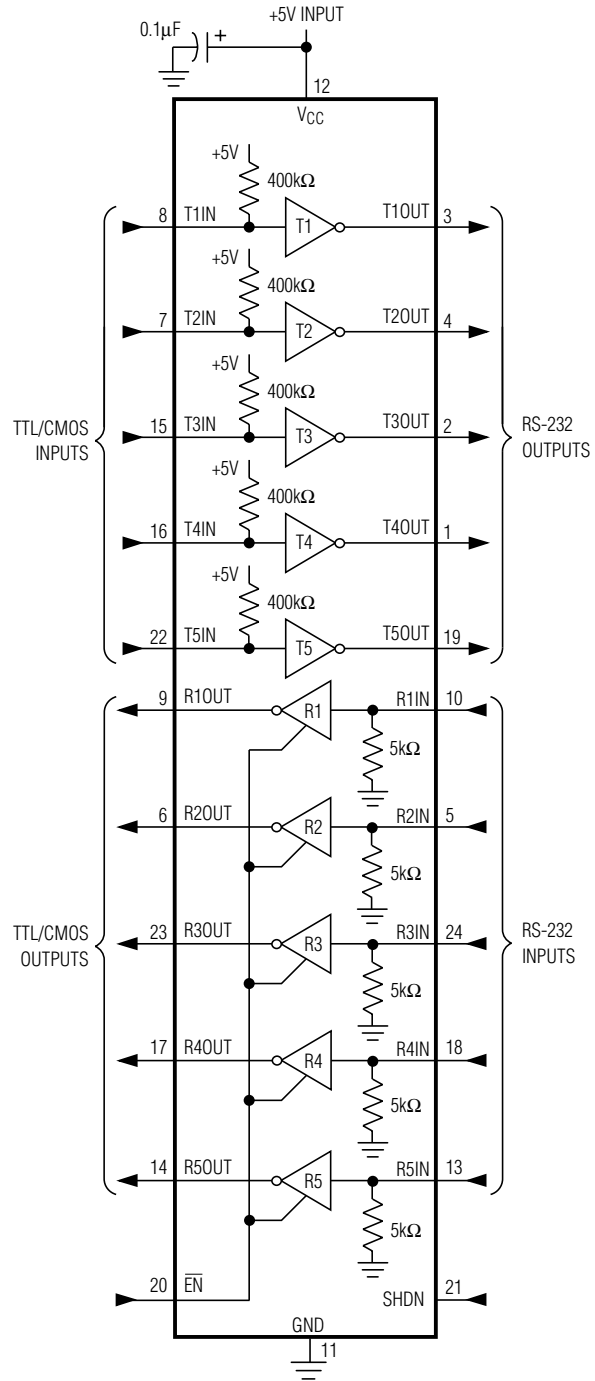 +5V INPUT
0.1µF +
12
VCC
+5V
400kΩ
8 T1IN T1 T1OUT 3
+5V
400kΩ
7 T2IN T2 T2OUT 4
+5V
400kΩ
TTL/CMOS
INPUTS
15 T3IN T3 T3OUT 2
RS-232
OUTPUTS
+5V
400kΩ
16 T4IN T4 T4OUT 1
+5V
400kΩ
22 T5IN T5 T5OUT 19
9 R1OUT R1 R1IN 10
5kΩ
6 R2OUT R2 R2IN 5
5kΩ
TTL/CMOS
OUTPUTS
23 R3OUT R3 R3IN 24
RS-232
INPUTS
5kΩ
17 R4OUT R4 R4IN 18
5kΩ
14 R5OUT R5 R5IN 13
5kΩ
20 E̅N̅ SHDN 21
GND
11